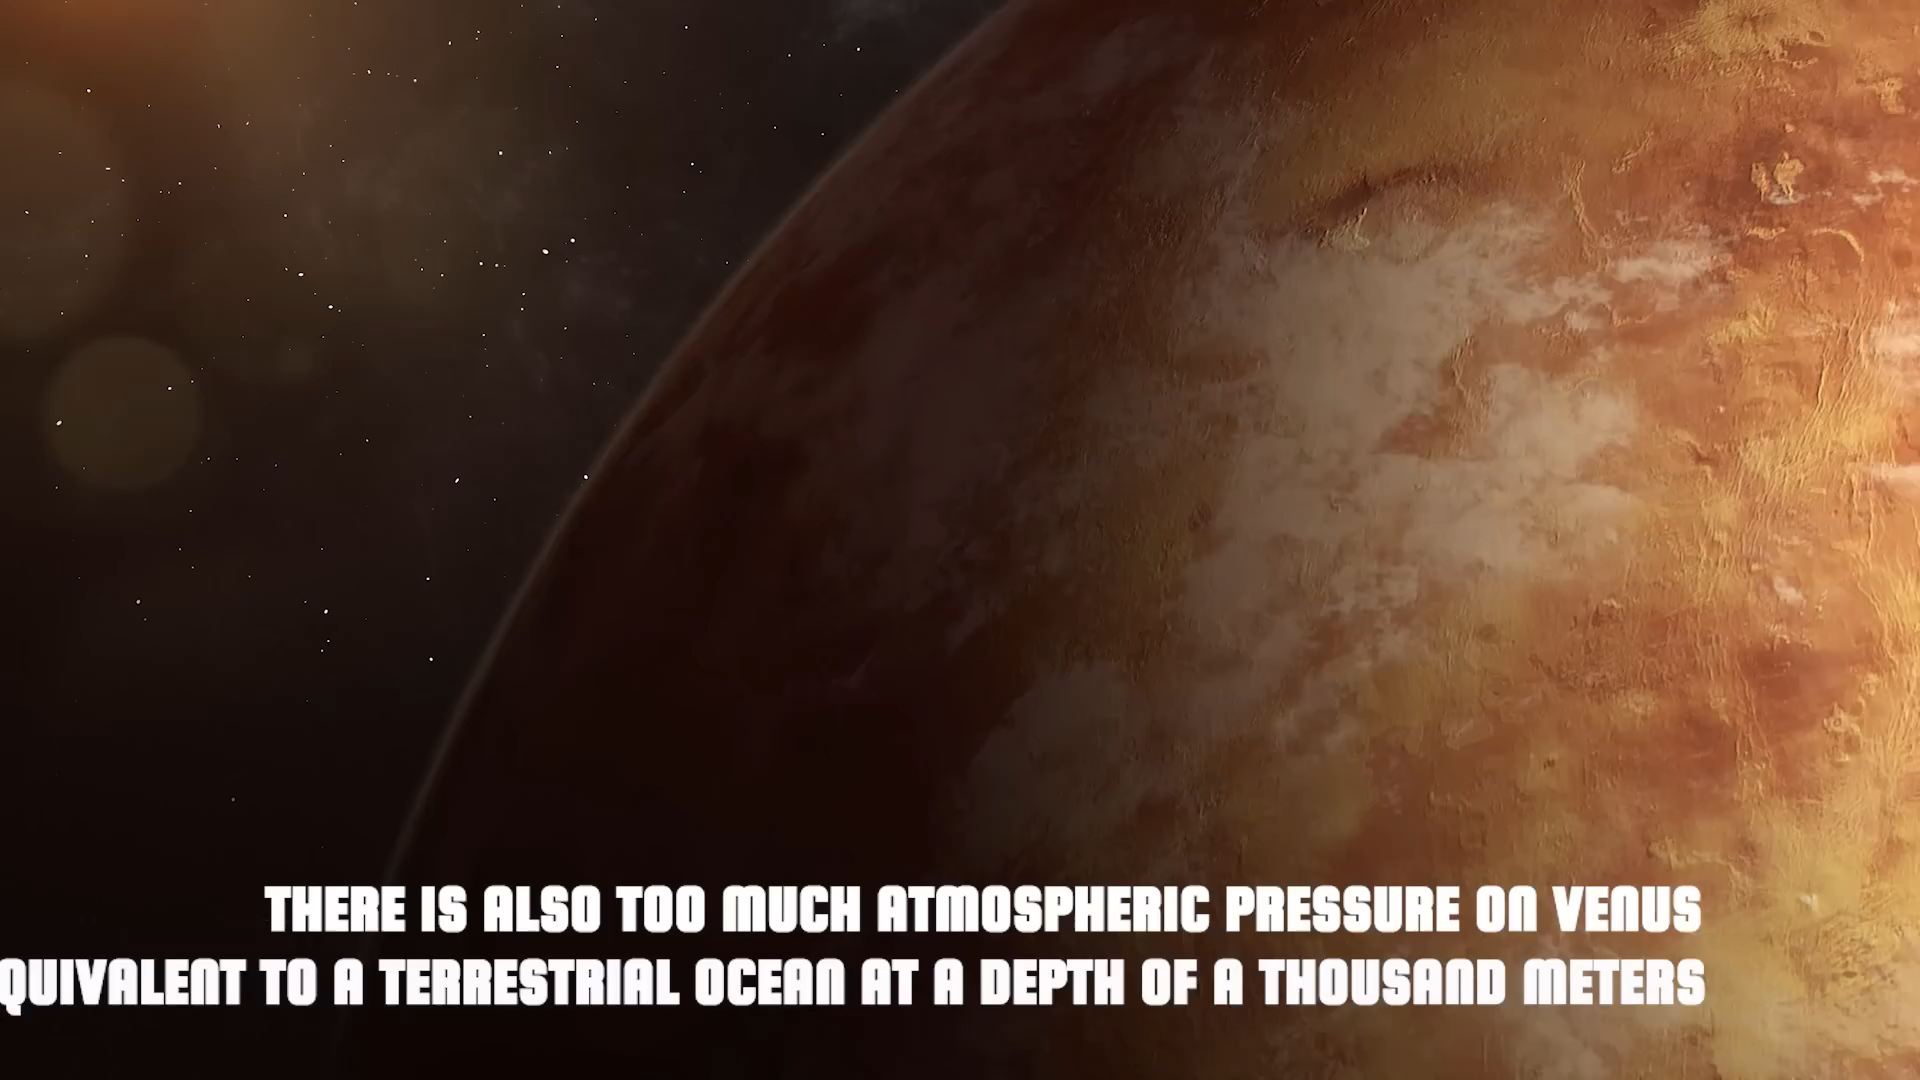 THERE IS ALSO TOO MUCH ATMOSPHERIC PRESSURE ON VENUS
QUIVALENT TO A TERRESTRIAL OCEAN AT A DEPTH OF A THOUSAND METERS